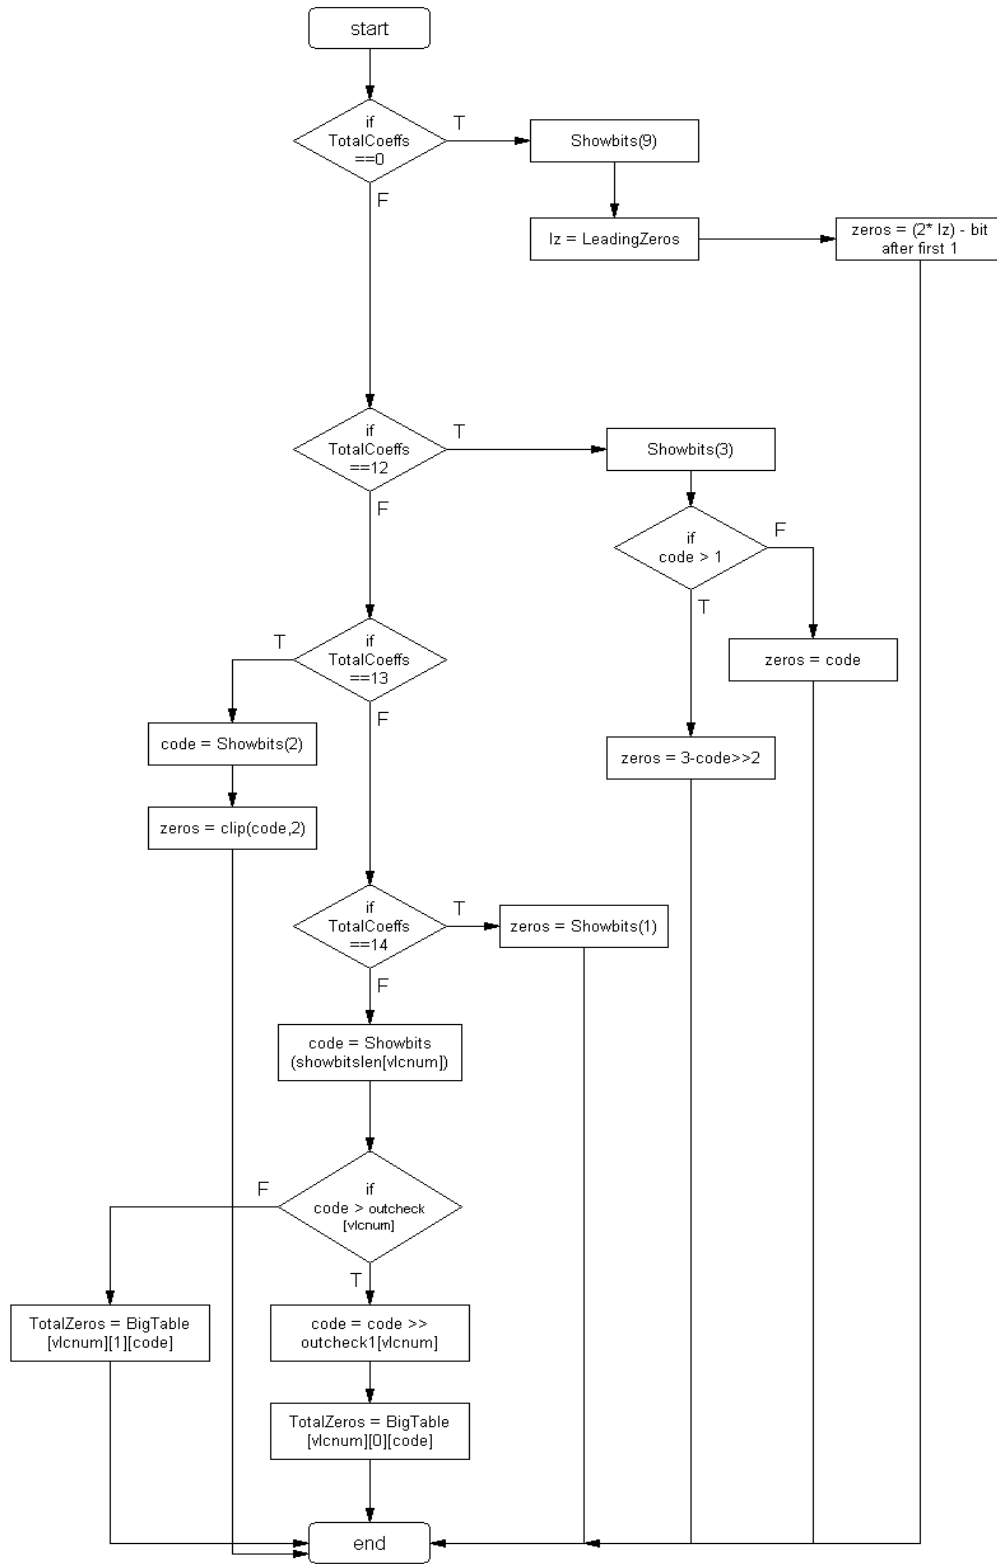 start
if
TotalCoeffs
==0
T
Showbits(9)
F
lz = LeadingZeros
zeros = (2* lz) - bit
after first 1
if
TotalCoeffs
==12
T
Showbits(3)
F
if
code > 1
F
T
zeros = code
if
TotalCoeffs
==13
T
F
code = Showbits(2)
zeros = 3-code>>2
zeros = clip(code,2)
if
TotalCoeffs
==14
T
zeros = Showbits(1)
F
code = Showbits
(showbitslen[vlcnum])
if
code > outcheck
[vlcnum]
F
T
TotalZeros = BigTable
[vlcnum][1][code]
code = code >>
outcheck1[vlcnum]
TotalZeros = BigTable
[vlcnum][0][code]
end